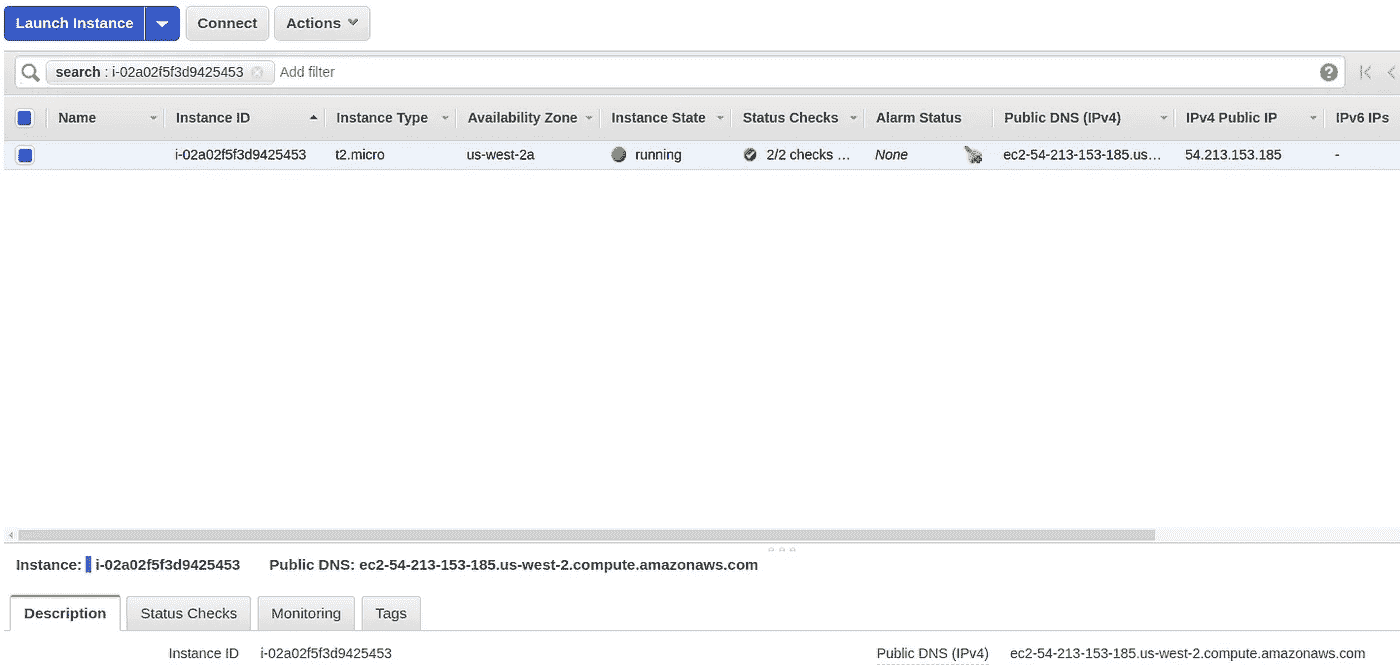 Launch Instance Connect Actions
search : i-02a02f5f3d9425453 Add filter
Name Instance ID Instance Type Availability Zone Instance State Status Checks Alarm Status Public DNS (IPv4) IPv4 Public IP IPv6 IPs
i-02a02f5f3d9425453 t2.micro us-west-2a running 2/2 checks ... None ec2-54-213-153-185.us... 54.213.153.185 -
Instance: i-02a02f5f3d9425453 Public DNS: ec2-54-213-153-185.us-west-2.compute.amazonaws.com
Description Status Checks Monitoring Tags
Instance ID i-02a02f5f3d9425453 Public DNS (IPv4) ec2-54-213-153-185.us-west-2.compute.amazonaws.com